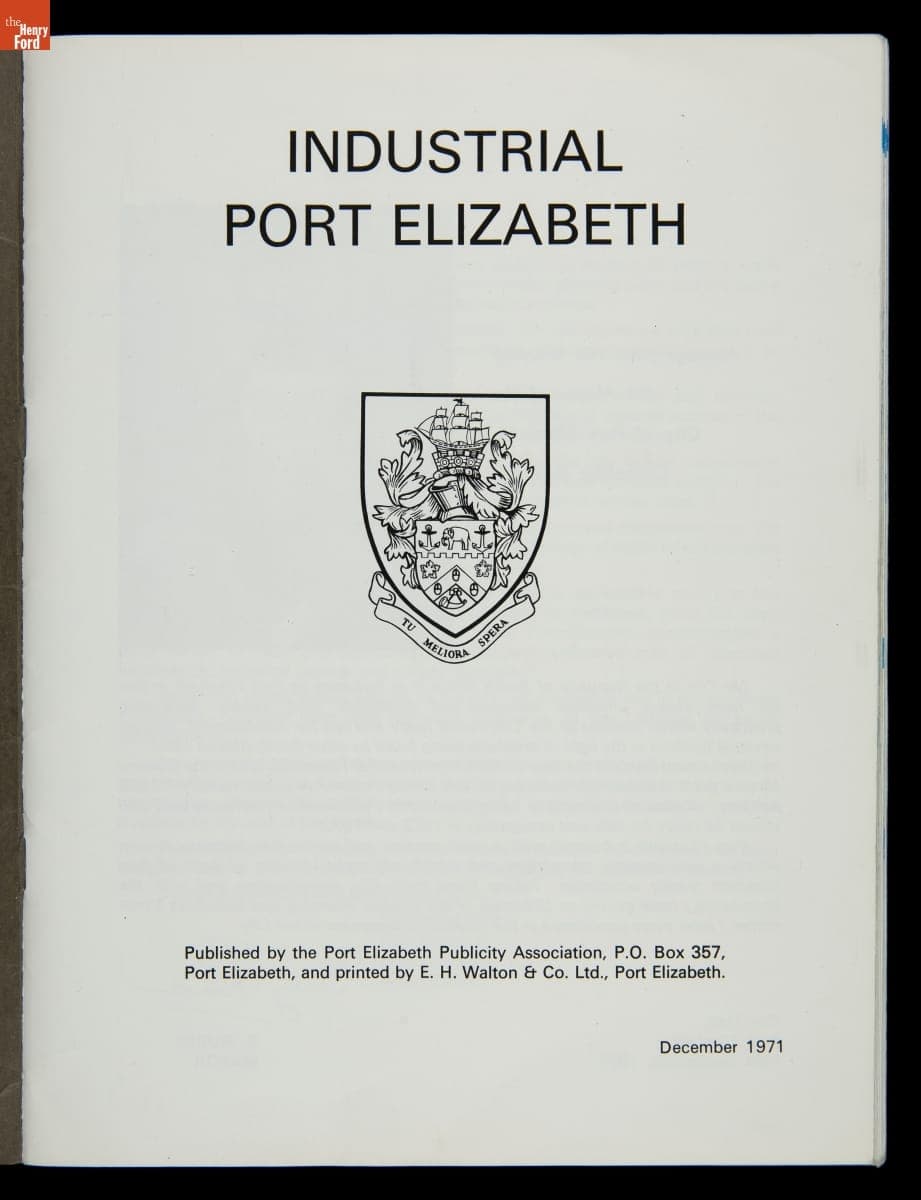 the
Henry
Ford
INDUSTRIAL
PORT ELIZABETH
TU MELIORA SPERA
Published by the Port Elizabeth Publicity Association, P.O. Box 357,
Port Elizabeth, and printed by E. H. Walton & Co. Ltd., Port Elizabeth.
December 1971